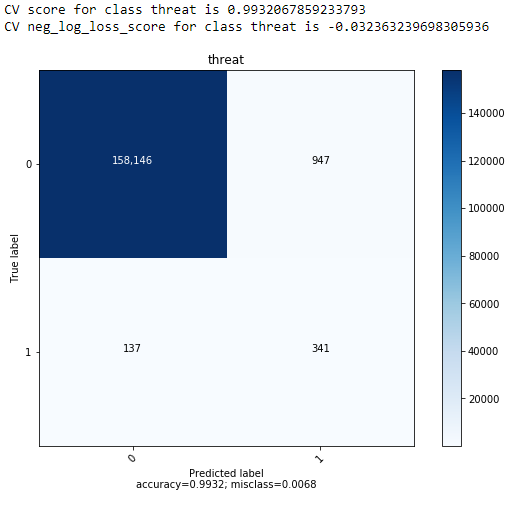 CV score for class threat is 0.9932067859233793
CV neg_log_loss_score for class threat is -0.032363239698305936
threat
0
158,146
947
140000
120000
100000
80000
60000
40000
20000
True label
1
137
341
0
1
Predicted label
accuracy=0.9932; misclass=0.0068